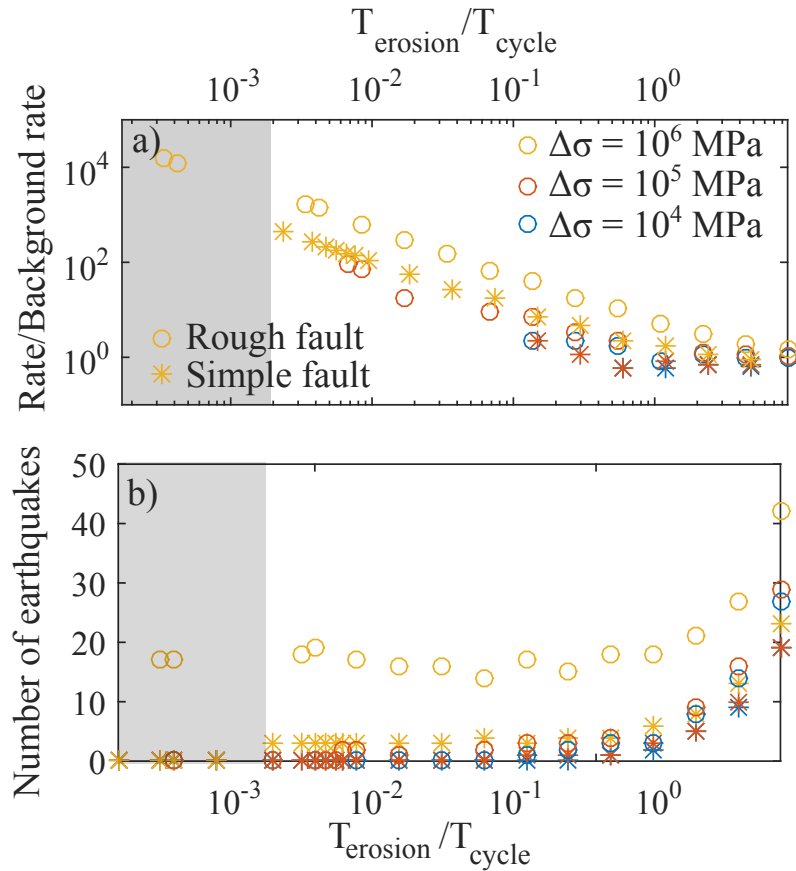 T_erosion/T_cycle
10^-3 10^-2 10^-1 10^0
a)
Δσ = 10^6 MPa
Δσ = 10^5 MPa
Δσ = 10^4 MPa
10^4
10^2
10^0
Rate/Background rate
Rough fault
Simple fault
b)
50
40
30
20
10
0
Number of earthquakes
10^-3 10^-2 10^-1 10^0
T_erosion/T_cycle